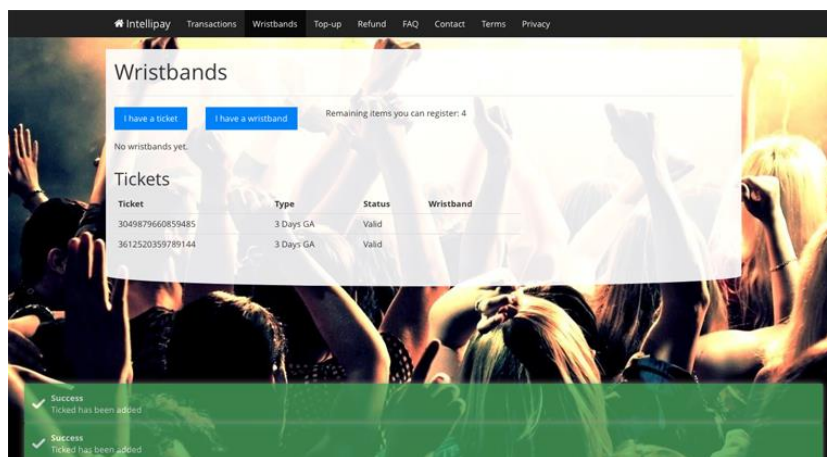 Intellipay Transactions Wristbands Top-up Refund FAQ Contact Terms Privacy
Wristbands
I have a ticket I have a wristband Remaining items you can register: 4
No wristbands yet.
Tickets
Ticket Type Status Wristband
3049879660859485 3 Days GA Valid
3612520359789144 3 Days GA Valid
Success
Ticked has been added
Success
Ticked has been added